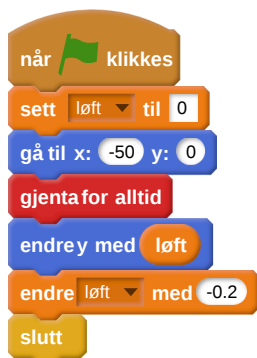 når klikkes
sett løft til 0
gå til x: -50 y: 0
gjenta for alltid
endre y med løft
endre løft med -0.2
slutt